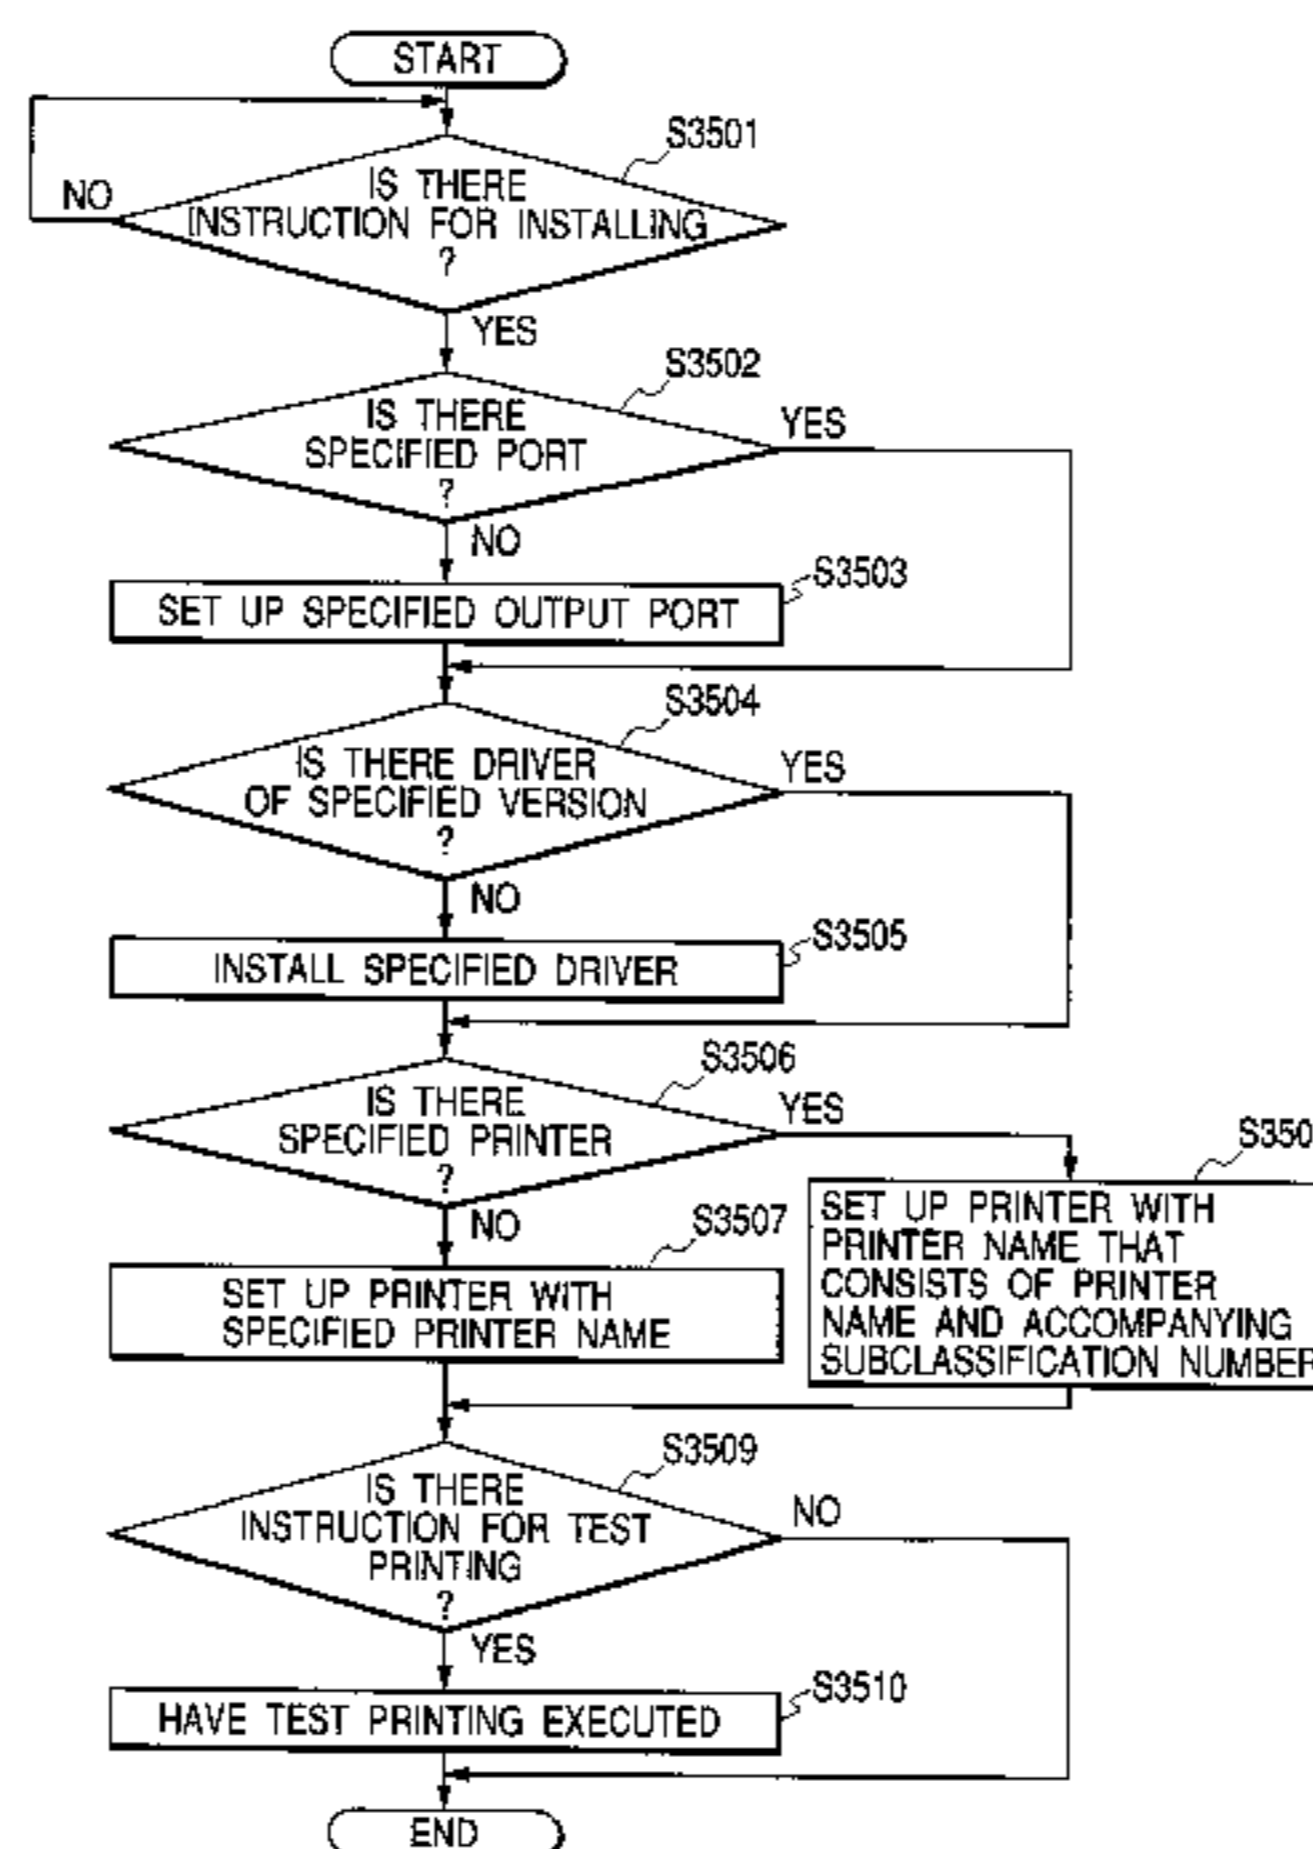 START
S3501
IS THERE
INSTRUCTION FOR INSTALLING
?
NO
YES
S3502
IS THERE
SPECIFIED PORT
?
YES
NO
S3503
SET UP SPECIFIED OUTPUT PORT
S3504
IS THERE DRIVER
OF SPECIFIED VERSION
?
YES
NO
S3505
INSTALL SPECIFIED DRIVER
S3506
IS THERE
SPECIFIED PRINTER
?
YES
NO
S3507
SET UP PRINTER WITH
SPECIFIED PRINTER NAME
S350
SET UP PRINTER WITH
PRINTER NAME THAT
CONSISTS OF PRINTER
NAME AND ACCOMPANYING
SUBCLASSIFICATION NUMBER
S3509
IS THERE
INSTRUCTION FOR TEST
PRINTING
?
NO
YES
S3510
HAVE TEST PRINTING EXECUTED
END